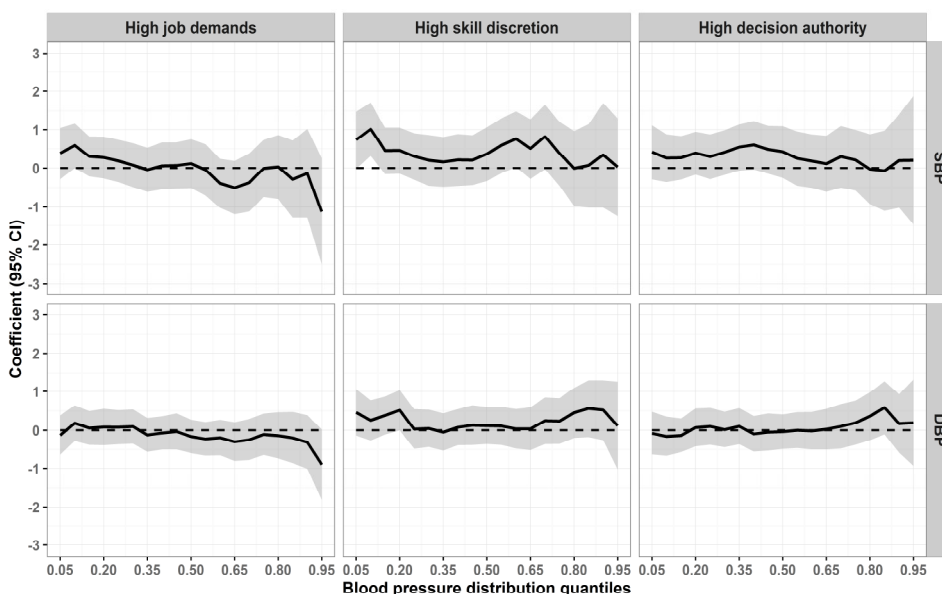 High job demands High skill discretion High decision authority
3
2
1
0
-1
-2
-3
SBP
Coefficient (95% CI)
3
2
1
0
-1
-2
-3
DBP
0.05 0.20 0.35 0.50 0.65 0.80 0.95 0.05 0.20 0.35 0.50 0.65 0.80 0.95 0.05 0.20 0.35 0.50 0.65 0.80 0.95
Blood pressure distribution quantiles